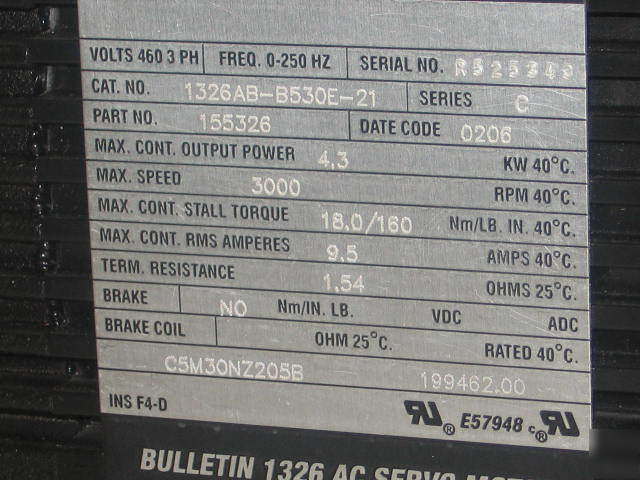 VOLTS 460 3 PH FREQ. 0-250 HZ SERIAL NO. R525349
CAT. NO. 1326AB-B530E-21 SERIES C
PART NO. 155326 DATE CODE 0206
MAX. CONT. OUTPUT POWER 4.3 KW 40°C.
MAX. SPEED 3000 RPM 40°C.
MAX. CONT. STALL TORQUE 18.0/160 Nm/LB. IN. 40°C.
MAX. CONT. RMS AMPERES 9.5 AMPS 40°C.
TERM. RESISTANCE 1.54 OHMS 25°C.
BRAKE NO Nm/IN. LB. VDC ADC
BRAKE COIL OHM 25°C. RATED 40°C.
C5M30NZ205B 199462.00
INS F4-D RU® E57948 c RU®
BULLETIN 1326 AC SERVO